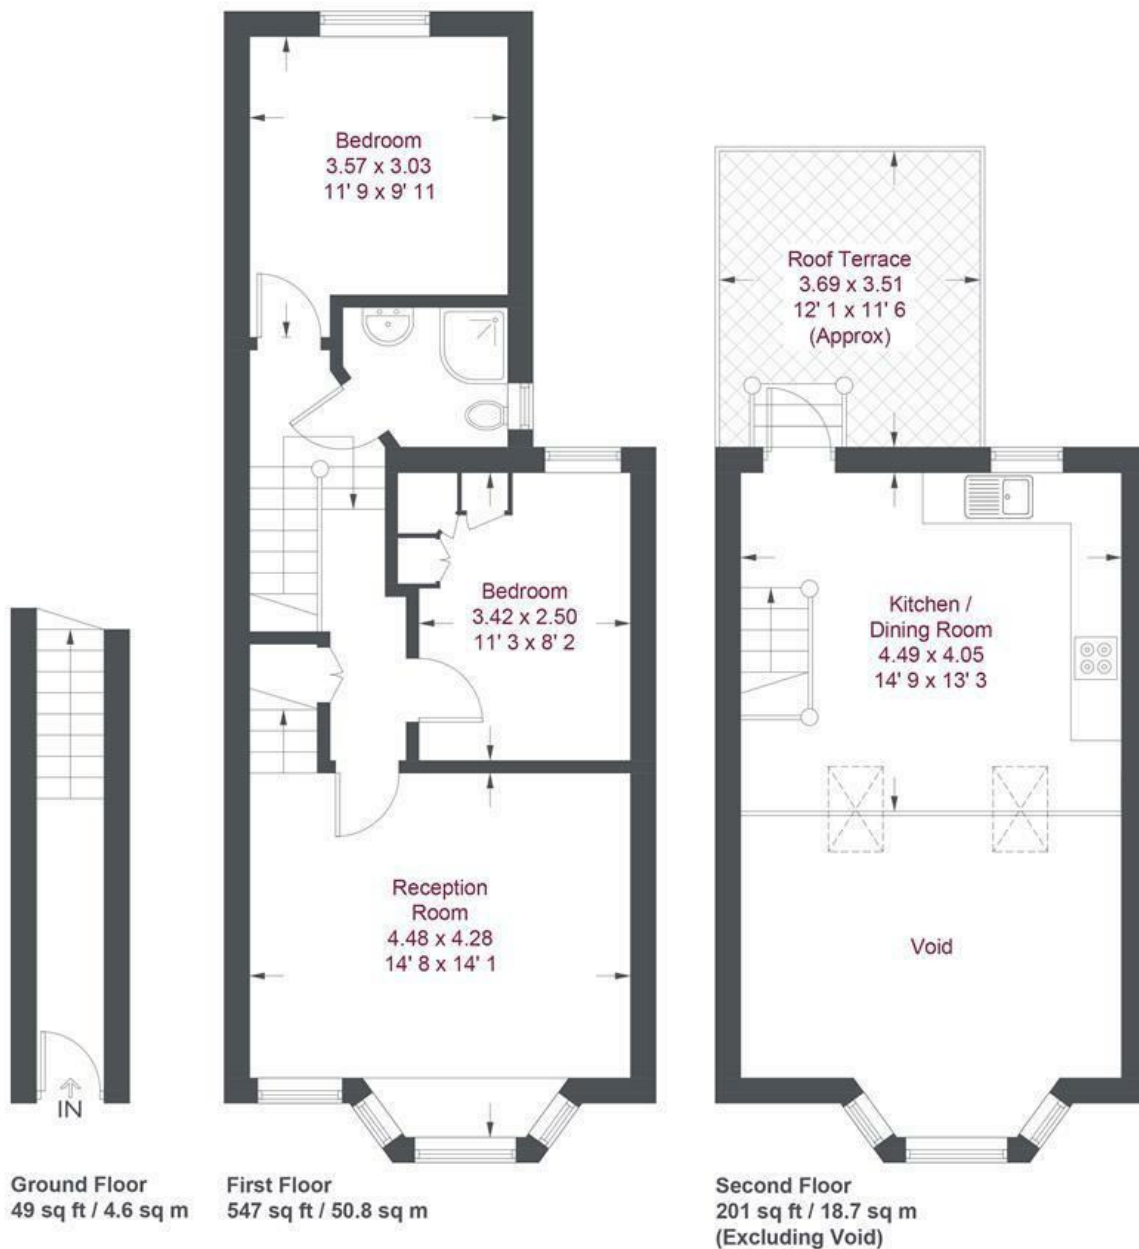 Bedroom
3.57 x 3.03
11' 9 x 9' 11
Roof Terrace
3.69 x 3.51
12' 1 x 11' 6
(Approx)
Bedroom
3.42 x 2.50
11' 3 x 8' 2
Kitchen /
Dining Room
4.49 x 4.05
14' 9 x 13' 3
Reception
Room
4.48 x 4.28
14' 8 x 14' 1
Void
IN
Ground Floor
49 sq ft / 4.6 sq m
First Floor
547 sq ft / 50.8 sq m
Second Floor
201 sq ft / 18.7 sq m
(Excluding Void)